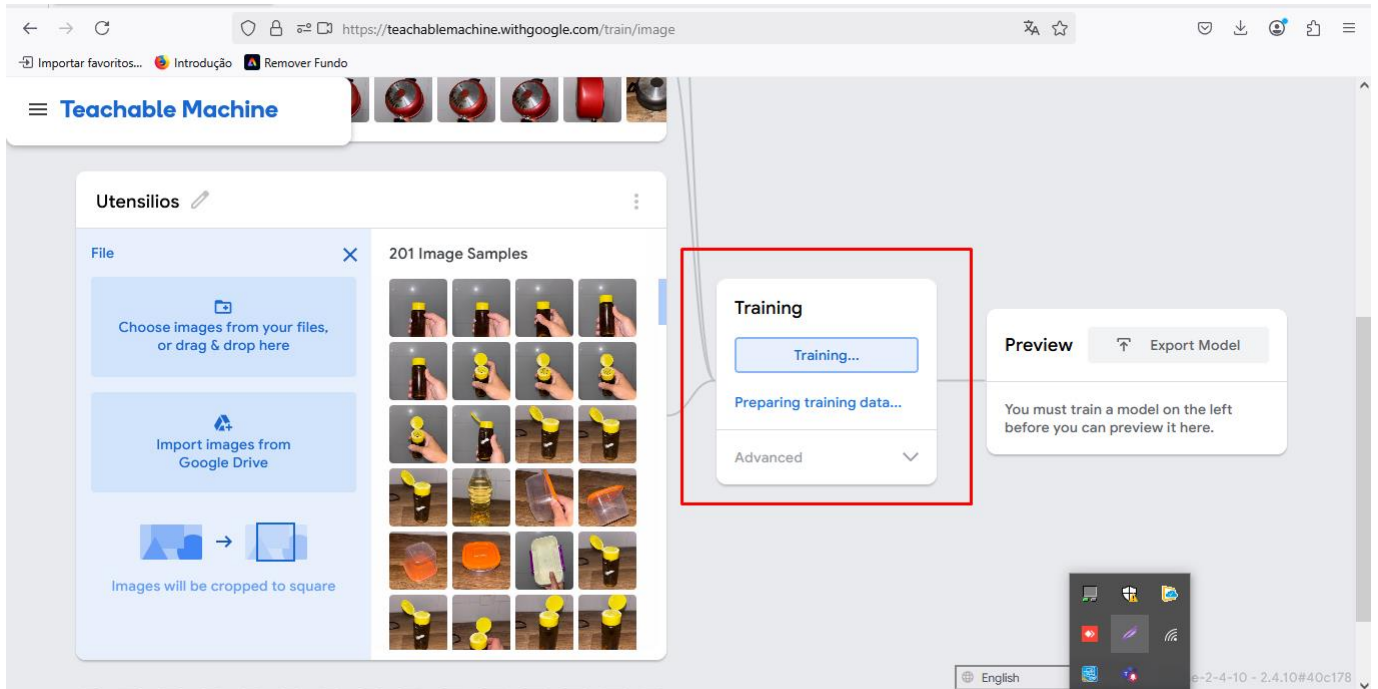 https://teachablemachine.withgoogle.com/train/image
Importar favoritos... Introdução Remover Fundo
Teachable Machine
Utensilios
File
Choose images from your files,
or drag & drop here
Import images from
Google Drive
Images will be cropped to square
201 Image Samples
Training
Training...
Preparing training data...
Advanced
Preview
Export Model
You must train a model on the left
before you can preview it here.
English
e-2-4-10 - 2.4.10#40c178